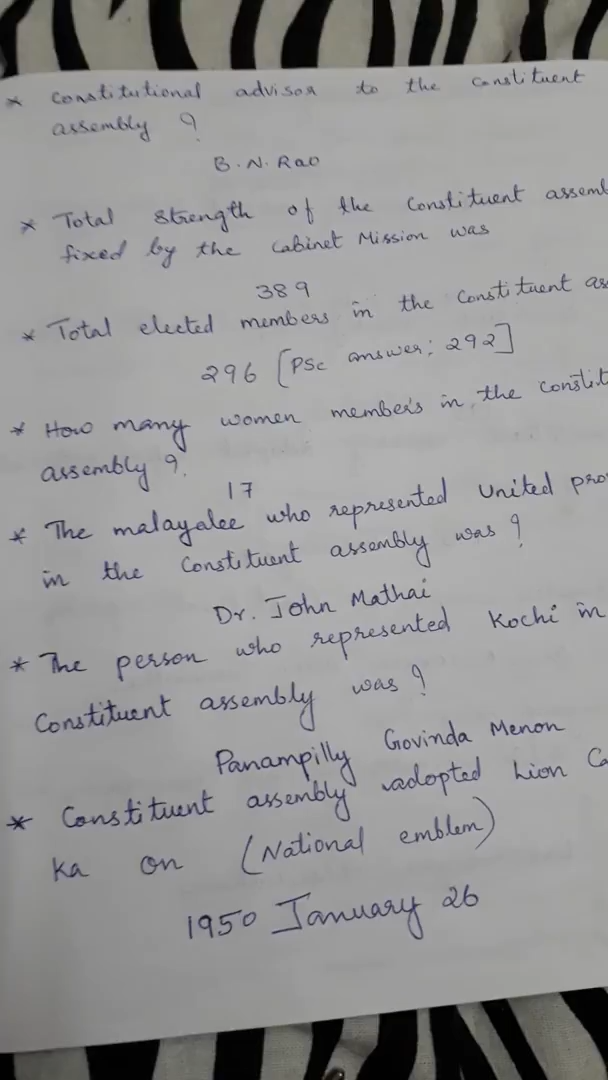 * Constitutional advisor to the Constituent
assembly ?
B.N.Rao
* Total strength of the Constituent assemb
fixed by the Cabinet Mission was
389
* Total elected members in the Constituent as
296 [PSC answer: 292]
* How many women members in the constit
assembly ?
17
* The malayalee who represented United pro
in the Constituent assembly was ?
Dr. John Mathai
* The person who represented Kochi in
Constituent assembly was ?
Panampilly Govinda Menon
* Constituent assembly adopted Lion Ca
ka on (National emblem)
1950 January 26